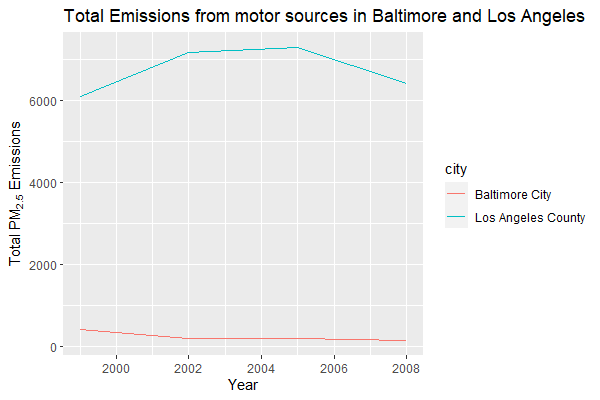 Total Emissions from motor sources in Baltimore and Los Angeles
Total PM2.5 Emissions
6000
4000
2000
0
2000 2002 2004 2006 2008
Year
city
Baltimore City
Los Angeles County